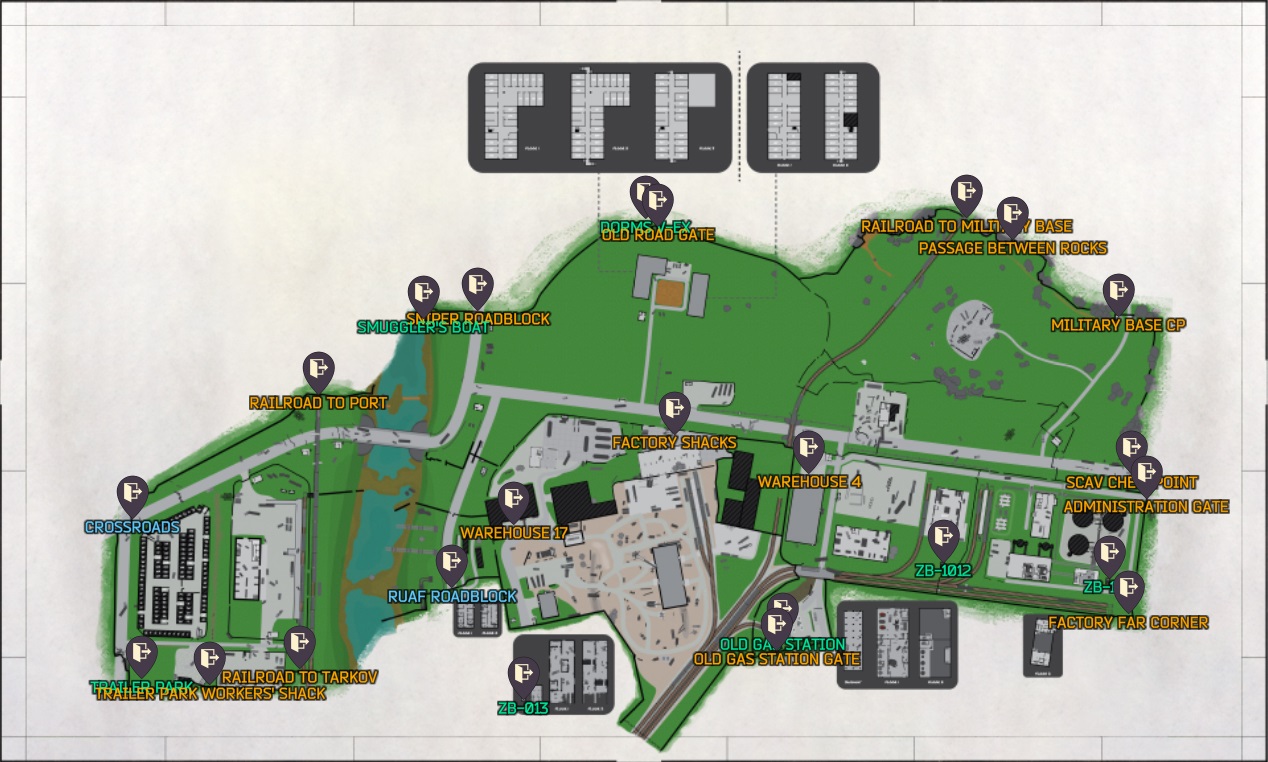 DORMS V-EX
OLD ROAD GATE
RAILROAD TO MILITARY BASE
PASSAGE BETWEEN ROCKS
SNIPER ROADBLOCK
SMUGGLER'S BOAT
MILITARY BASE CP
RAILROAD TO PORT
FACTORY SHACKS
WAREHOUSE 4
SCAV CHECKPOINT
ADMINISTRATION GATE
CROSSROADS
WAREHOUSE 17
ZB-1012
ZB-1
RUAF ROADBLOCK
FACTORY FAR CORNER
OLD GAS STATION
OLD GAS STATION GATE
RAILROAD TO TARKOV
TRAILER PARK
TRAILER PARK WORKERS' SHACK
ZB-013